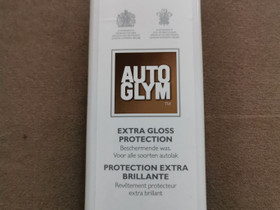 AUTO
GLYM
EXTRA GLOSS
PROTECTION
Beschermende was.
Voor alle soorten autolak
PROTECTION EXTRA
BRILLANTE
Revêtement protecteur
extra brillant